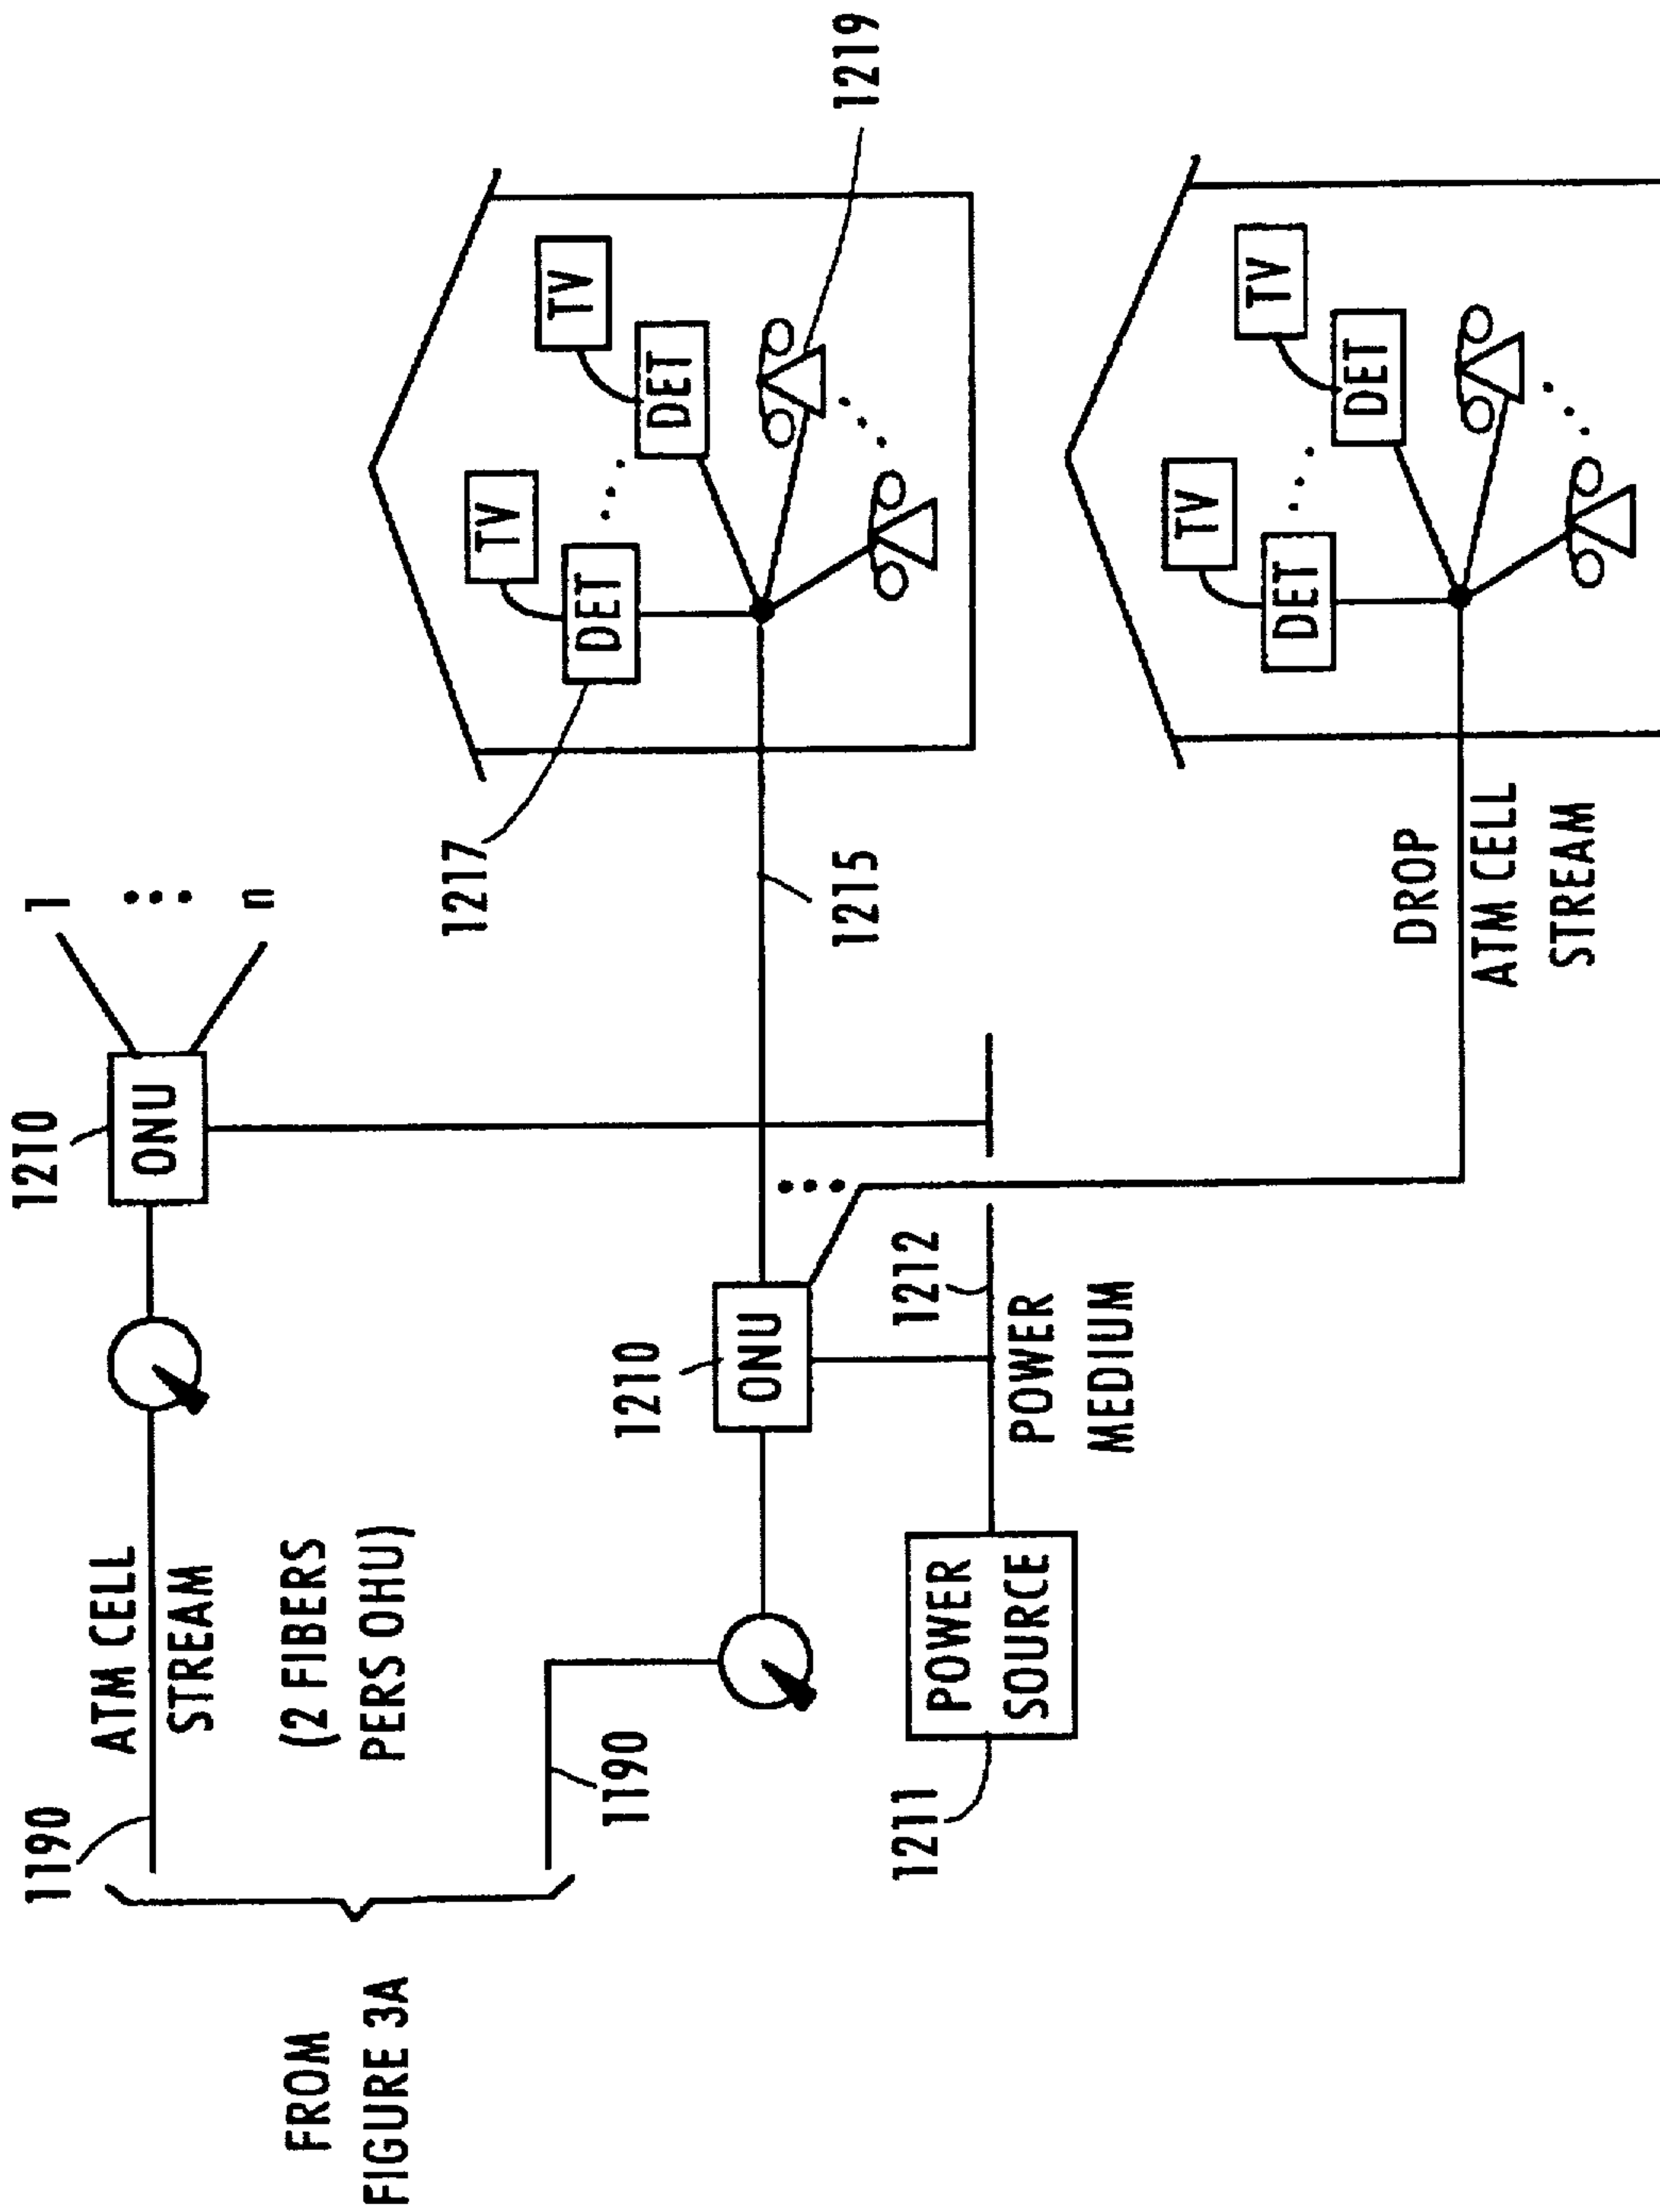 FROM
FIGURE 3A
1190
ATM CELL
STREAM
(2 FIBERS
PERS OHU)
1190
1210
ONU
1
n
1210
ONU
1211
POWER
SOURCE
1212
POWER
MEDIUM
1215
1217
TV
TV
DET
DET
1219
DROP
ATM CELL
STREAM
TV
TV
DET
DET